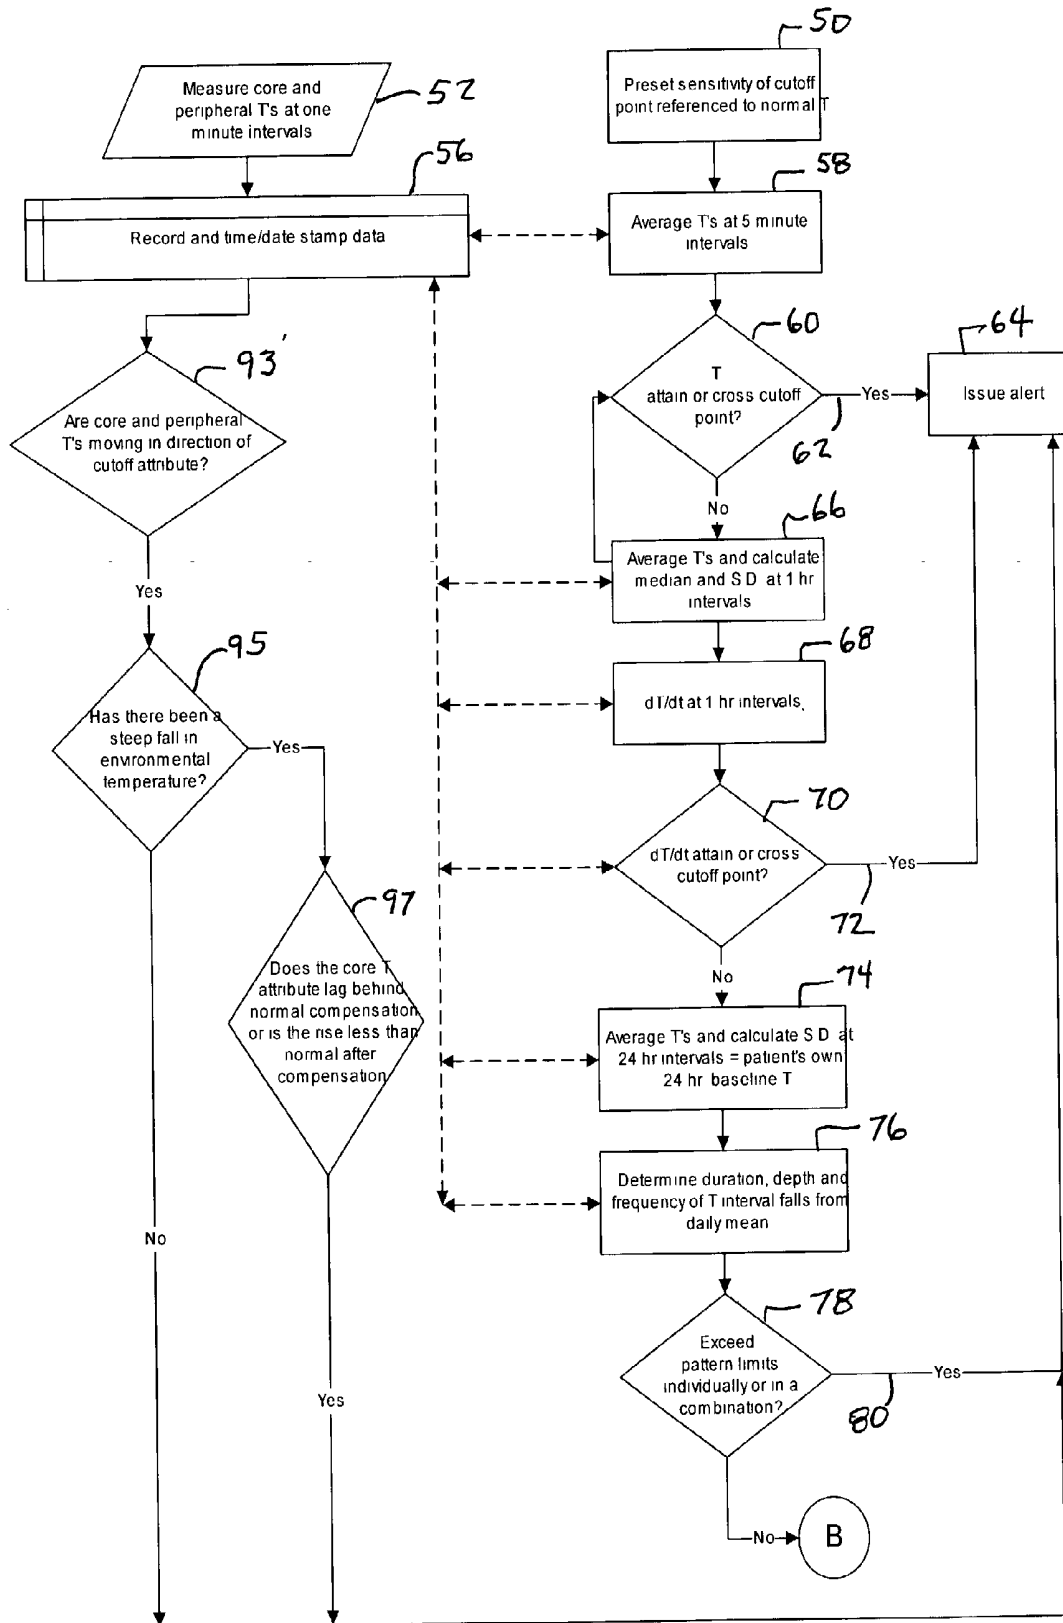 50
Preset sensitivity of cutoff
point referenced to normal T
52
Measure core and
peripheral T's at one
minute intervals
56
Record and time/date stamp data
58
Average T's at 5 minute
intervals
60
T
attain or cross cutoff
point?
Yes
62
64
Issue alert
No
93'
Are core and peripheral
T's moving in direction of
cutoff attribute?
Yes
66
Average T's and calculate
median and S D at 1 hr
intervals
68
dT/dt at 1 hr intervals.
95
Has there been a
steep fall in
environmental
temperature?
Yes
70
dT/dt attain or cross
cutoff point?
Yes
72
No
97
Does the core T
attribute lag behind
normal compensation
or is the rise less than
normal after
compensation
74
Average T's and calculate S D at
24 hr intervals = patient's own
24 hr baseline T
76
Determine duration, depth and
frequency of T interval falls from
daily mean
No
78
Exceed
pattern limits
individually or in a
combination?
Yes
80
Yes
No
B